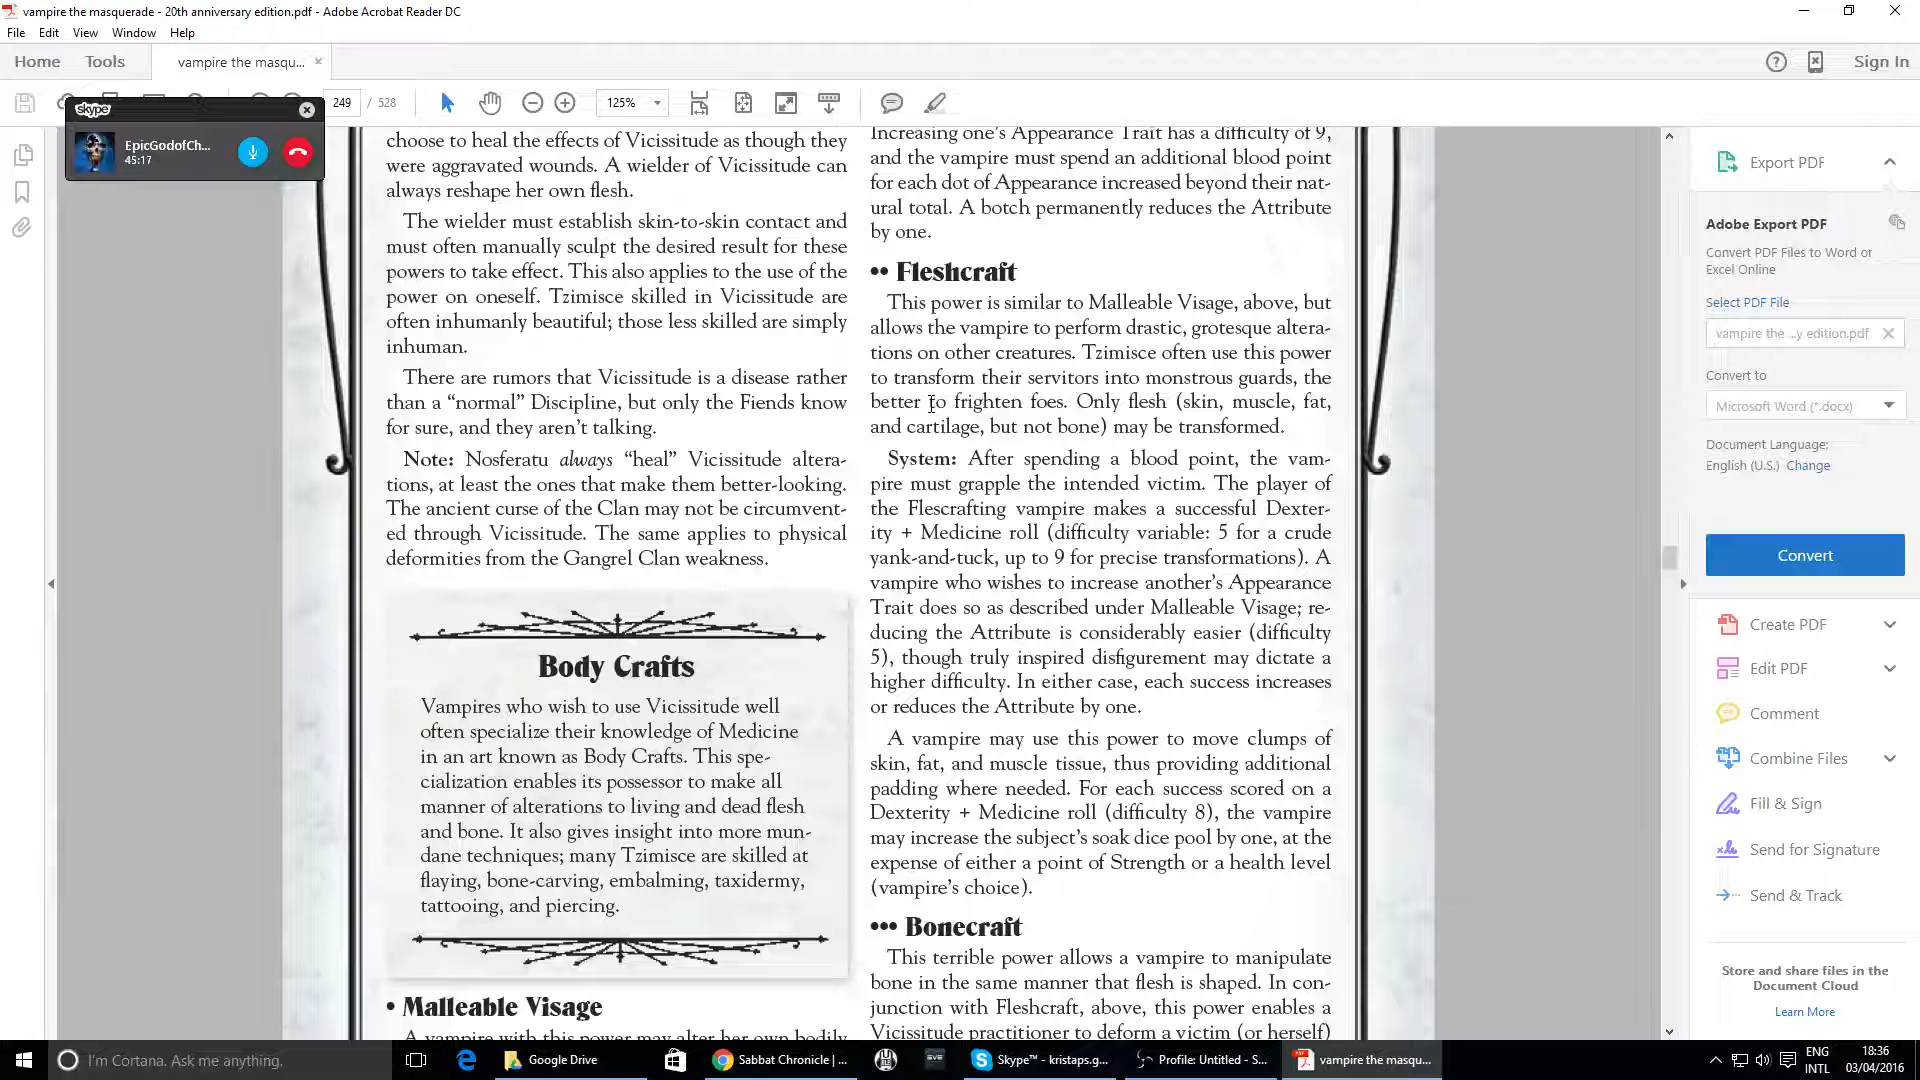 vampire the masquerade - 20th anniversary edition.pdf - Adobe Acrobat Reader DC
File Edit View Window Help
Home Tools vampire the masqu... × Sign In
249 / 528 125%
skype
EpicGodofCh...
45:17
choose to heal the effects of Vicissitude as though they
were aggravated wounds. A wielder of Vicissitude can
always reshape her own flesh.
The wielder must establish skin-to-skin contact and
must often manually sculpt the desired result for these
powers to take effect. This also applies to the use of the
power on oneself. Tzimisce skilled in Vicissitude are
often inhumanly beautiful; those less skilled are simply
inhuman.
There are rumors that Vicissitude is a disease rather
than a “normal” Discipline, but only the Fiends know
for sure, and they aren’t talking.
Note: Nosferatu always “heal” Vicissitude altera-
tions, at least the ones that make them better-looking.
The ancient curse of the Clan may not be circumvent-
ed through Vicissitude. The same applies to physical
deformities from the Gangrel Clan weakness.
Body Crafts
Vampires who wish to use Vicissitude well
often specialize their knowledge of Medicine
in an art known as Body Crafts. This spe-
cialization enables its possessor to make all
manner of alterations to living and dead flesh
and bone. It also gives insight into more mun-
dane techniques; many Tzimisce are skilled at
flaying, bone-carving, embalming, taxidermy,
tattooing, and piercing.
• Malleable Visage
A vampire with this power may alter her own bodily
Increasing one’s Appearance Trait has a difficulty of 9,
and the vampire must spend an additional blood point
for each dot of Appearance increased beyond their nat-
ural total. A botch permanently reduces the Attribute
by one.
•• Fleshcraft
This power is similar to Malleable Visage, above, but
allows the vampire to perform drastic, grotesque altera-
tions on other creatures. Tzimisce often use this power
to transform their servitors into monstrous guards, the
better to frighten foes. Only flesh (skin, muscle, fat,
and cartilage, but not bone) may be transformed.
System: After spending a blood point, the vam-
pire must grapple the intended victim. The player of
the Flescrafting vampire makes a successful Dexter-
ity + Medicine roll (difficulty variable: 5 for a crude
yank-and-tuck, up to 9 for precise transformations). A
vampire who wishes to increase another’s Appearance
Trait does so as described under Malleable Visage; re-
ducing the Attribute is considerably easier (difficulty
5), though truly inspired disfigurement may dictate a
higher difficulty. In either case, each success increases
or reduces the Attribute by one.
A vampire may use this power to move clumps of
skin, fat, and muscle tissue, thus providing additional
padding where needed. For each success scored on a
Dexterity + Medicine roll (difficulty 8), the vampire
may increase the subject’s soak dice pool by one, at the
expense of either a point of Strength or a health level
(vampire’s choice).
••• Bonecraft
This terrible power allows a vampire to manipulate
bone in the same manner that flesh is shaped. In con-
junction with Fleshcraft, above, this power enables a
Vicissitude practitioner to deform a victim (or herself)
Export PDF
Adobe Export PDF
Convert PDF Files to Word or
Excel Online
Select PDF File
vampire the ...y edition.pdf
Convert to
Microsoft Word (*.docx)
Document Language:
English (U.S.) Change
Convert
Create PDF
Edit PDF
Comment
Combine Files
Fill & Sign
Send for Signature
Send & Track
Store and share files in the
Document Cloud
Learn More
I'm Cortana. Ask me anything.
Google Drive
Sabbat Chronicle | ...
Skype™ - kristaps.g...
Profile: Untitled - S...
vampire the masqu...
ENG
INTL
18:36
03/04/2016